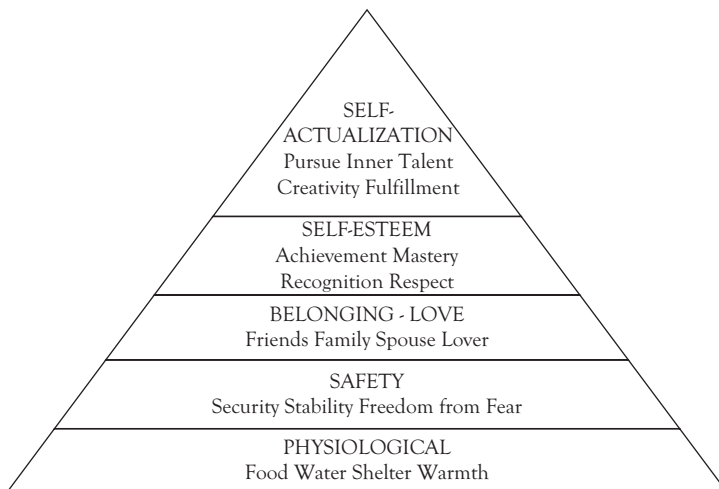 SELF-
ACTUALIZATION
Pursue Inner Talent
Creativity Fulfillment
SELF-ESTEEM
Achievement Mastery
Recognition Respect
BELONGING - LOVE
Friends Family Spouse Lover
SAFETY
Security Stability Freedom from Fear
PHYSIOLOGICAL
Food Water Shelter Warmth